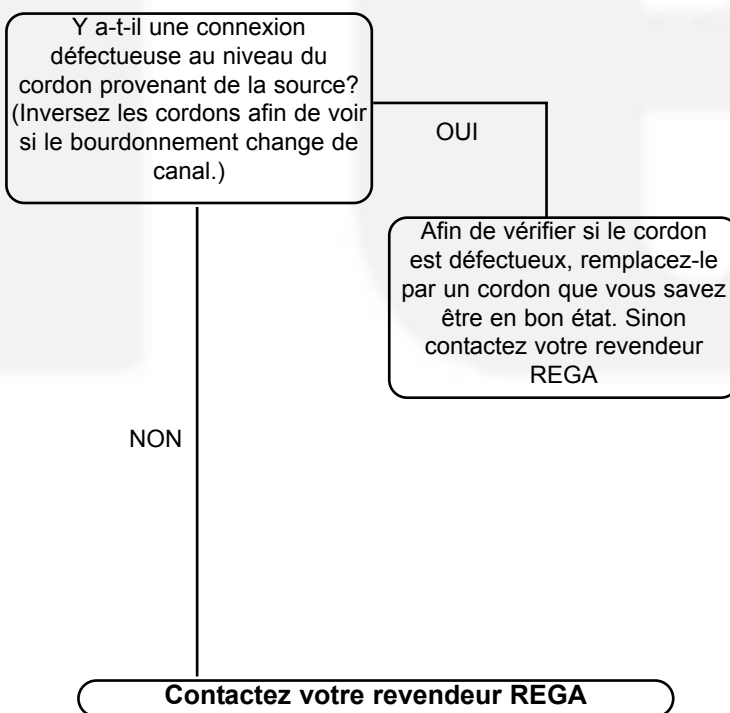 Y a-t-il une connexion
défectueuse au niveau du
cordon provenant de la source?
(Inversez les cordons afin de voir
si le bourdonnement change de
canal.)
OUI
Afin de vérifier si le cordon
est défectueux, remplacez-le
par un cordon que vous savez
être en bon état. Sinon
contactez votre revendeur
REGA
NON
Contactez votre revendeur REGA